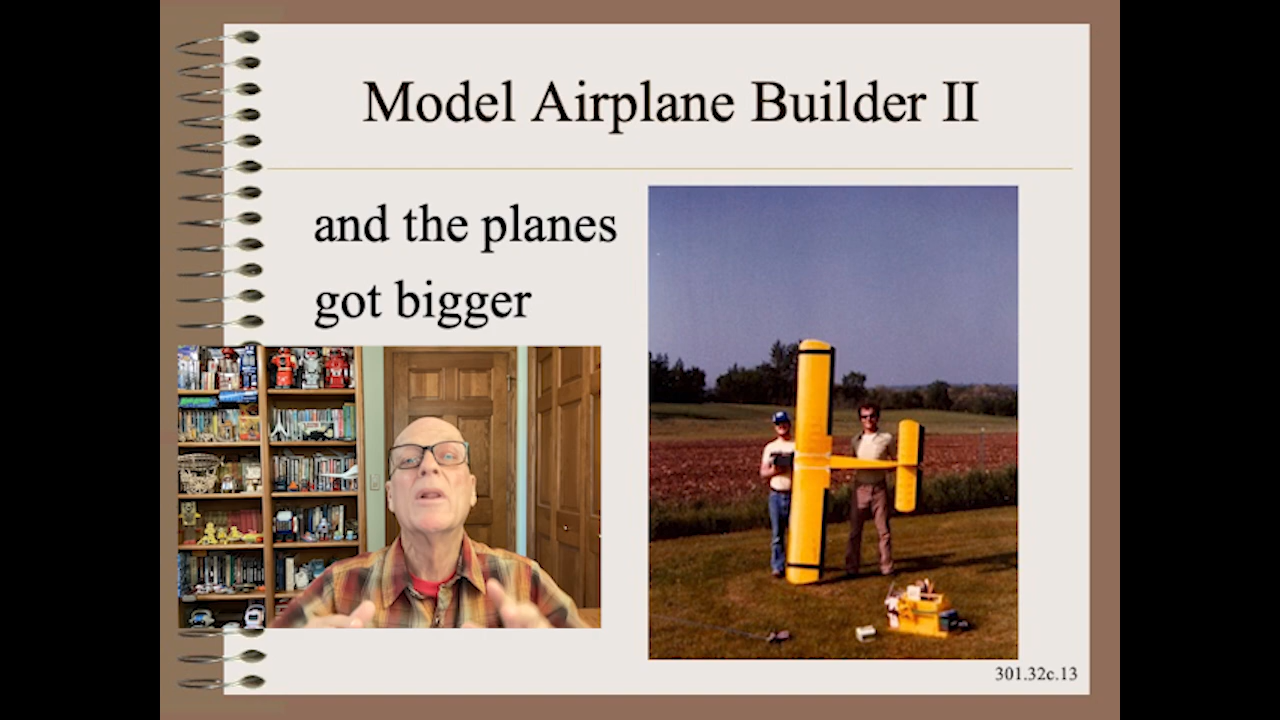 Model Airplane Builder II
and the planes
got bigger
301.32c.13